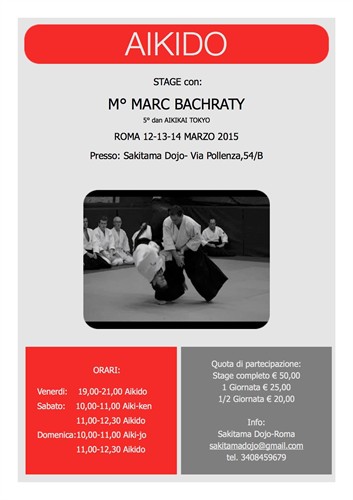 AIKIDO
STAGE con:
M° MARC BACHRATY
5° dan AIKIKAI TOKYO
ROMA 12-13-14 MARZO 2015
Presso: Sakitama Dojo- Via Pollenza,54/B
ORARI:
Venerdi: 19,00-21,00 Aikido
Sabato: 10,00-11,00 Aiki-ken
11,00-12,30 Aikido
Domenica:10,00-11,00 Aiki-jo
11,00-12,30 Aikido
Quota di partecipazione:
Stage completo € 50,00
1 Giornata € 25,00
1/2 Giornata € 20,00
Info:
Sakitama Dojo-Roma
sakitamadojo@gmail.com
tel. 3408459679